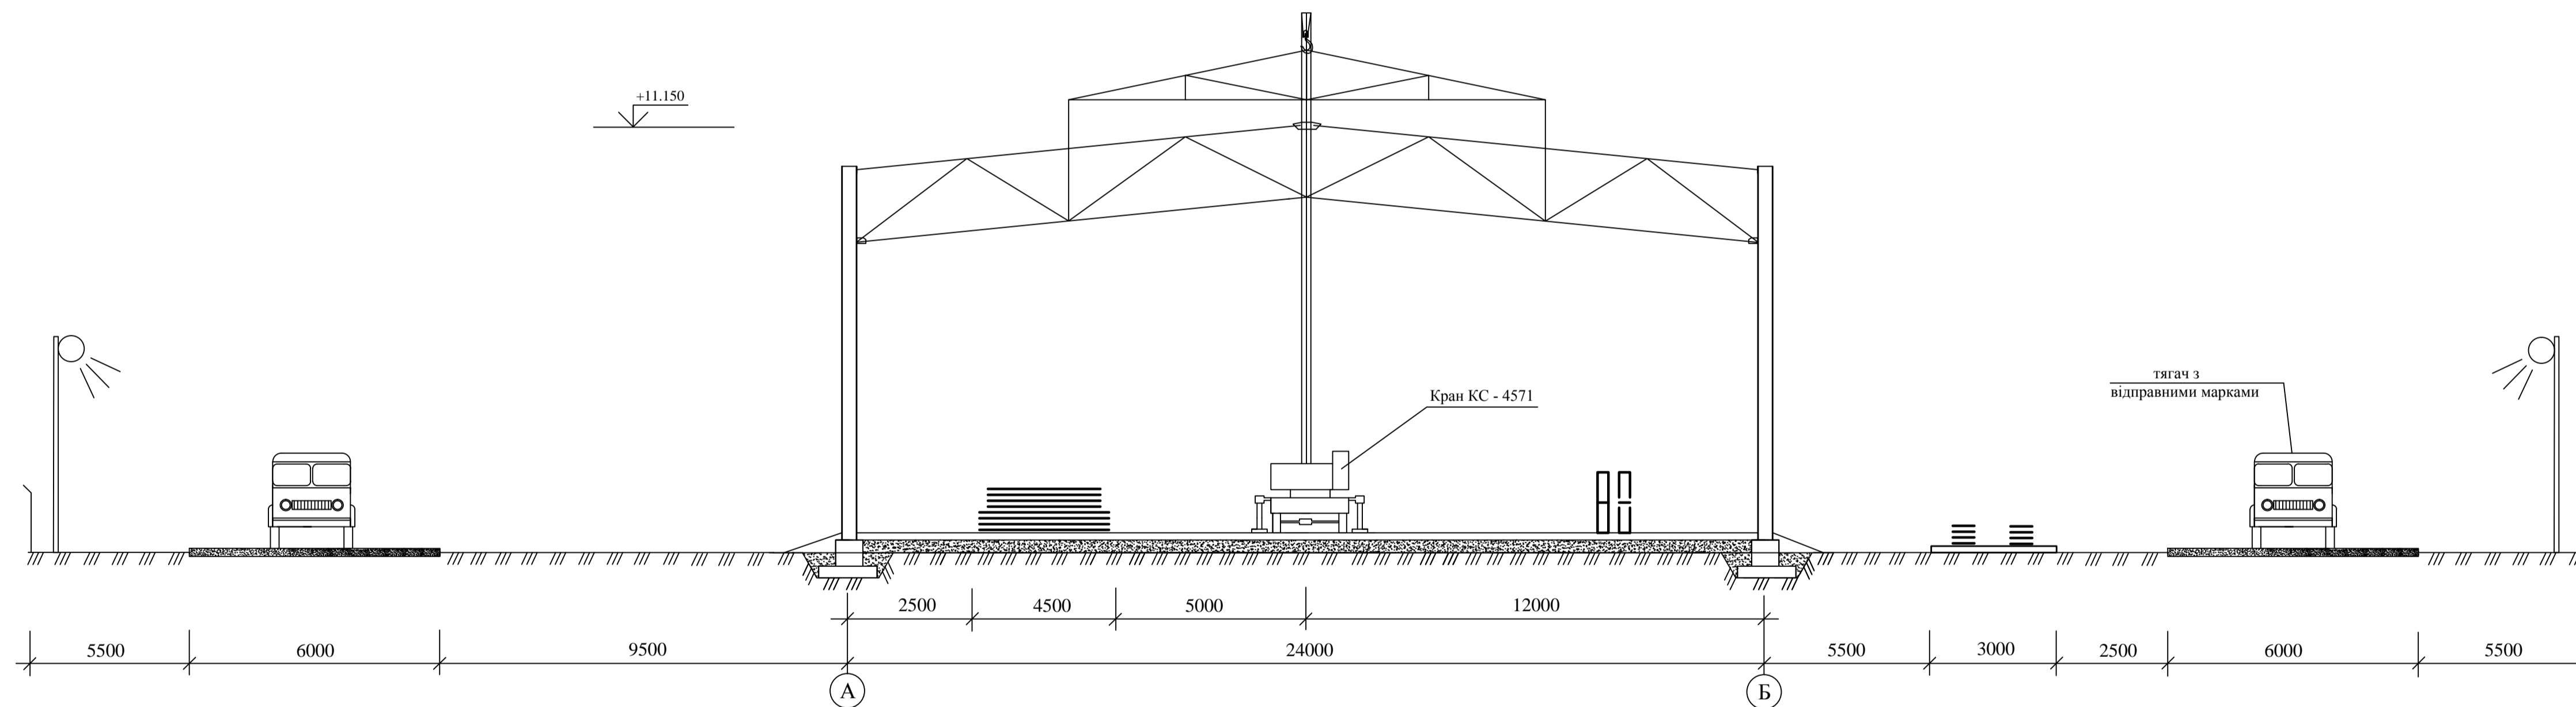 +11.150
тягач з
відправними марками
Кран КС - 4571
2500 4500 5000 12000
5500 6000 9500 24000 5500 3000 2500 6000 5500
А Б